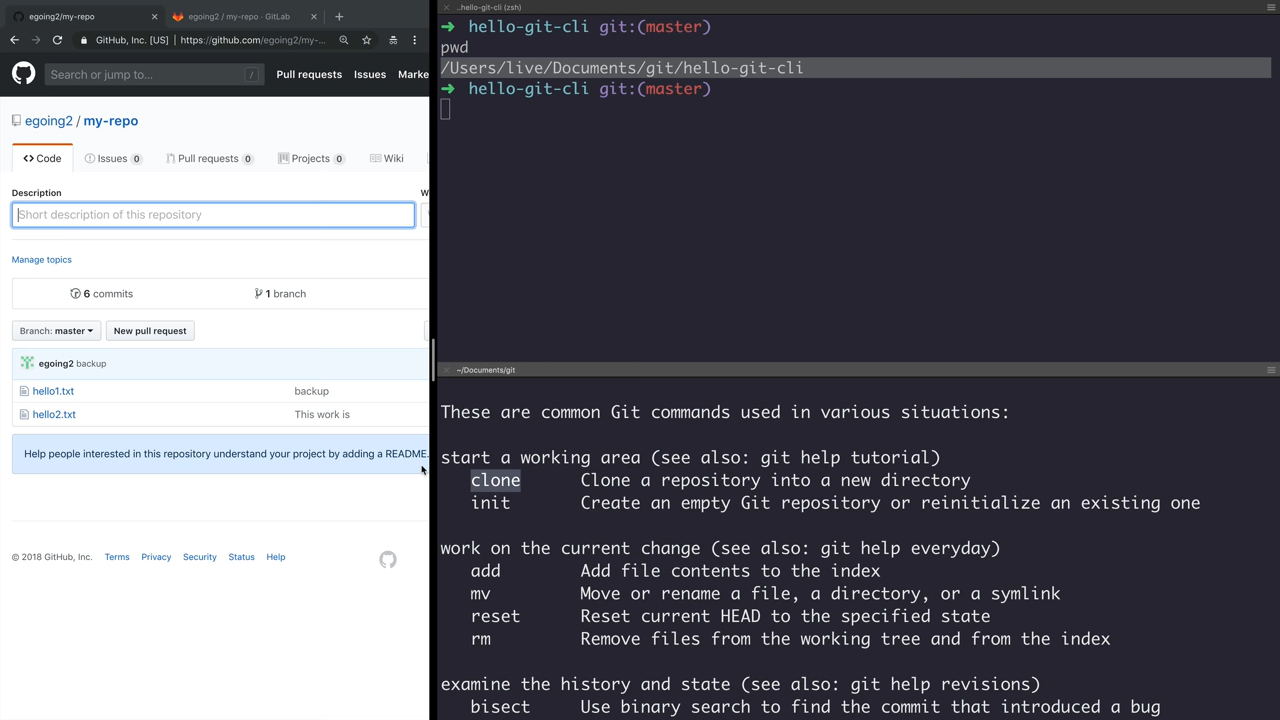 egoing2/my-repo
egoing2 / my-repo · GitLab
GitHub, Inc. [US] | https://github.com/egoing2/my-...
Search or jump to...
/
Pull requests
Issues
Marke
egoing2 / my-repo
<> Code
Issues 0
Pull requests 0
Projects 0
Wiki
Description
W
Short description of this repository
Manage topics
6 commits
1 branch
Branch: master
New pull request
egoing2 backup
hello1.txt backup
hello2.txt This work is
Help people interested in this repository understand your project by adding a README.
© 2018 GitHub, Inc. Terms Privacy Security Status Help
..hello-git-cli (zsh)
➜ hello-git-cli git:(master)
pwd
/Users/live/Documents/git/hello-git-cli
➜ hello-git-cli git:(master)
~/Documents/git
These are common Git commands used in various situations:
start a working area (see also: git help tutorial)
clone Clone a repository into a new directory
init Create an empty Git repository or reinitialize an existing one
work on the current change (see also: git help everyday)
add Add file contents to the index
mv Move or rename a file, a directory, or a symlink
reset Reset current HEAD to the specified state
rm Remove files from the working tree and from the index
examine the history and state (see also: git help revisions)
bisect Use binary search to find the commit that introduced a bug